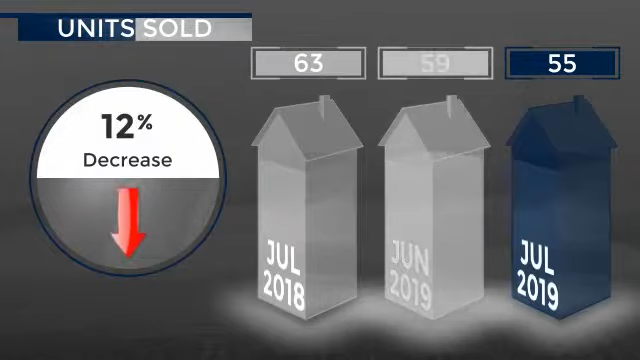 UNITS SOLD
63
59
55
12%
Decrease
JUL
2018
JUN
2019
JUL
2019